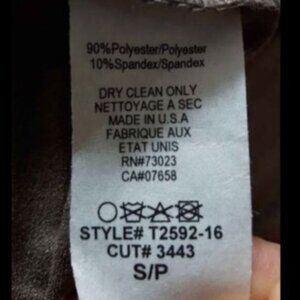 90%Polyester/Polyester
10%Spandex/Spandex
DRY CLEAN ONLY
NETTOYAGE A SEC
MADE IN U.S.A
FABRIQUE AUX
ETAT UNIS
RN#73023
CA#07658
STYLE# T2592-16
CUT# 3443
S/P